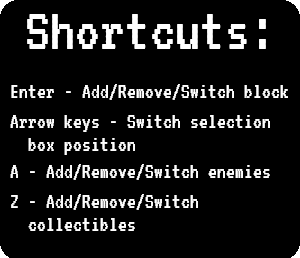 Shortcuts:
Enter - Add/Remove/Switch block
Arrow keys - Switch selection
box position
A - Add/Remove/Switch enemies
Z - Add/Remove/Switch
collectibles